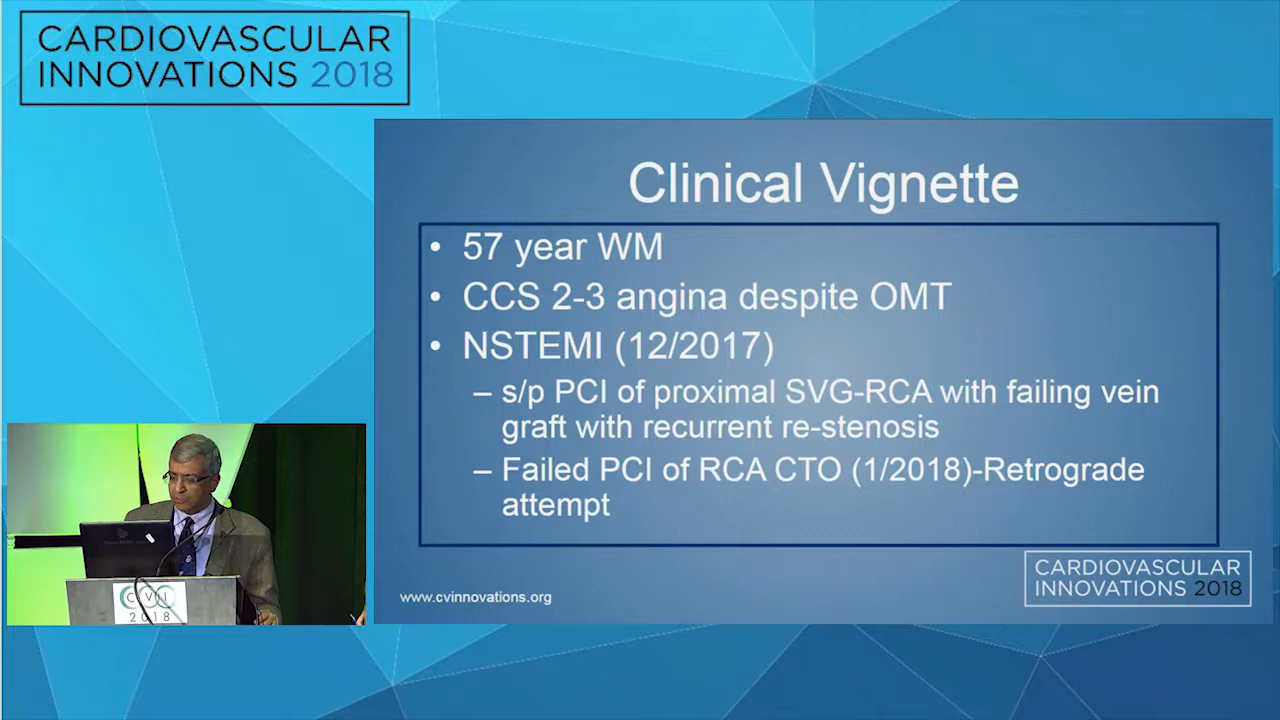 CARDIOVASCULAR
INNOVATIONS 2018
Clinical Vignette
• 57 year WM
• CCS 2-3 angina despite OMT
• NSTEMI (12/2017)
– s/p PCI of proximal SVG-RCA with failing vein
graft with recurrent re-stenosis
– Failed PCI of RCA CTO (1/2018)-Retrograde
attempt
www.cvinnovations.org
CARDIOVASCULAR
INNOVATIONS 2018
CVII
2018